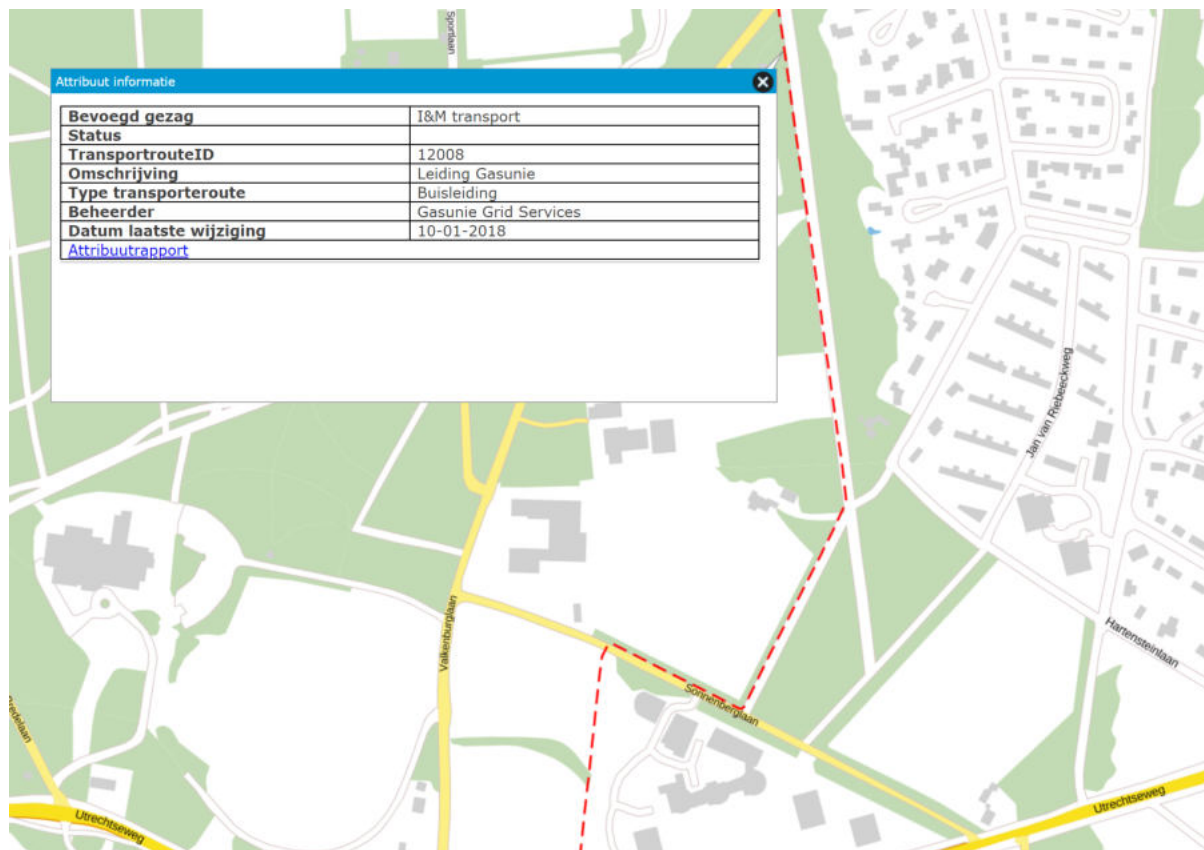 Sportlaan
Attribuut informatie
Bevoegd gezag I&M transport
Status
TransportrouteID 12008
Omschrijving Leiding Gasunie
Type transporteroute Buisleiding
Beheerder Gasunie Grid Services
Datum laatste wijziging 10-01-2018
Attribuutrapport
Jan van Riebeeckweg
Valkenburglaan
Hartensteinlaan
Sonnenberglaan
Utrechtseweg
Utrechtseweg